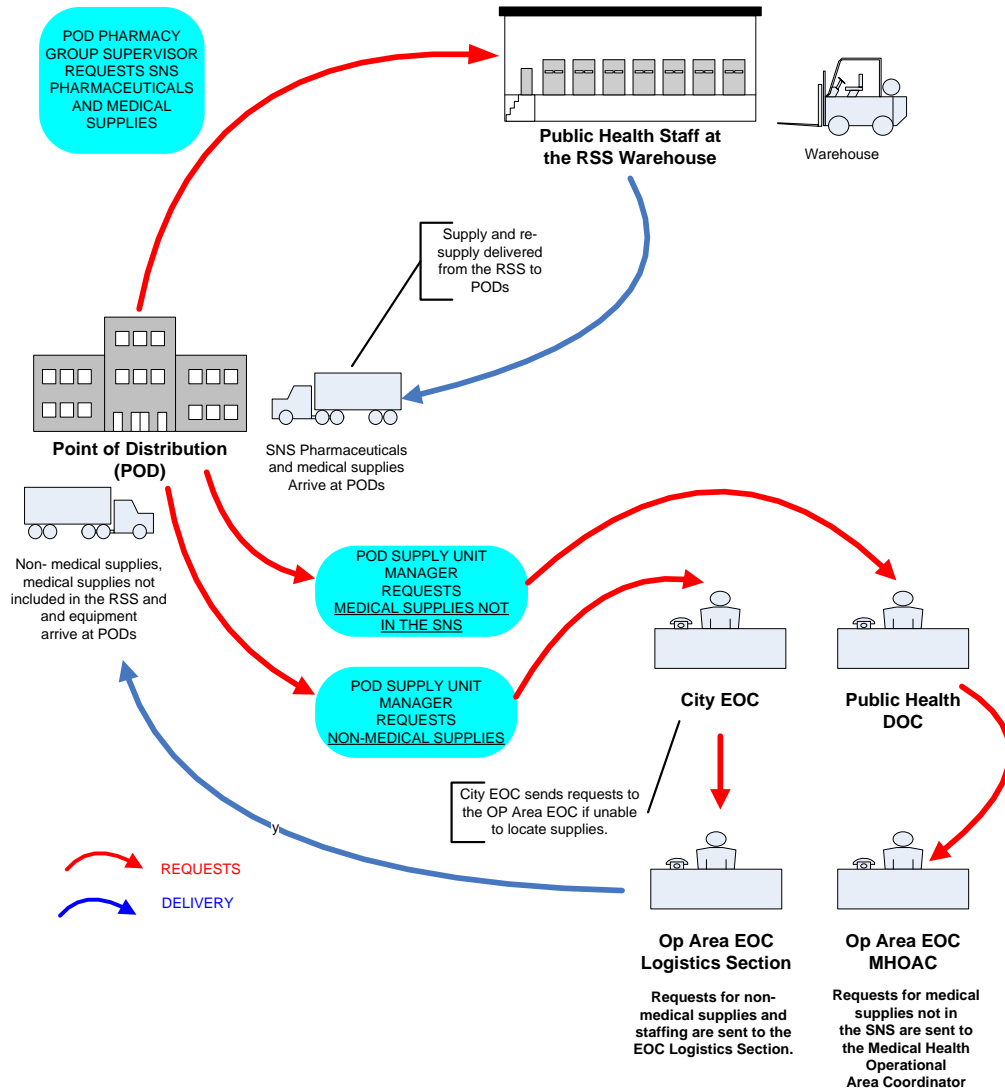 POD PHARMACY
GROUP SUPERVISOR
REQUESTS SNS
PHARMACEUTICALS
AND MEDICAL
SUPPLIES
Public Health Staff at
the RSS Warehouse
Warehouse
Supply and re-
supply delivered
from the RSS to
PODs
Point of Distribution
(POD)
SNS Pharmaceuticals
and medical supplies
Arrive at PODs
Non- medical supplies,
medical supplies not
included in the RSS and
and equipment
arrive at PODs
POD SUPPLY UNIT
MANAGER
REQUESTS
MEDICAL SUPPLIES NOT
IN THE SNS
POD SUPPLY UNIT
MANAGER
REQUESTS
NON-MEDICAL SUPPLIES
City EOC
Public Health
DOC
City EOC sends requests to
the OP Area EOC if unable
to locate supplies.
y
REQUESTS
DELIVERY
Op Area EOC
Logistics Section
Requests for non-
medical supplies and
staffing are sent to the
EOC Logistics Section.
Op Area EOC
MHOAC
Requests for medical
supplies not in
the SNS are sent to
the Medical Health
Operational
Area Coordinator